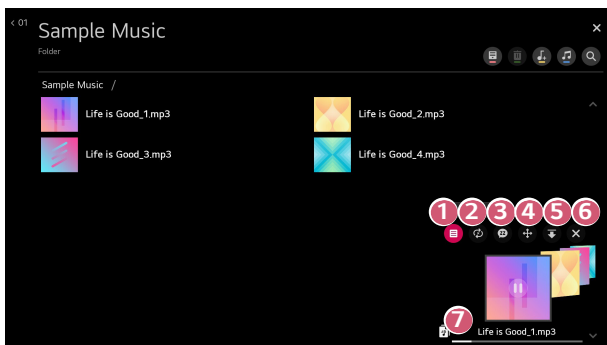 < 01
Sample Music
Folder
Sample Music /
Life is Good_1.mp3
Life is Good_2.mp3
Life is Good_3.mp3
Life is Good_4.mp3
1 2 3 4 5 6
7
Life is Good_1.mp3